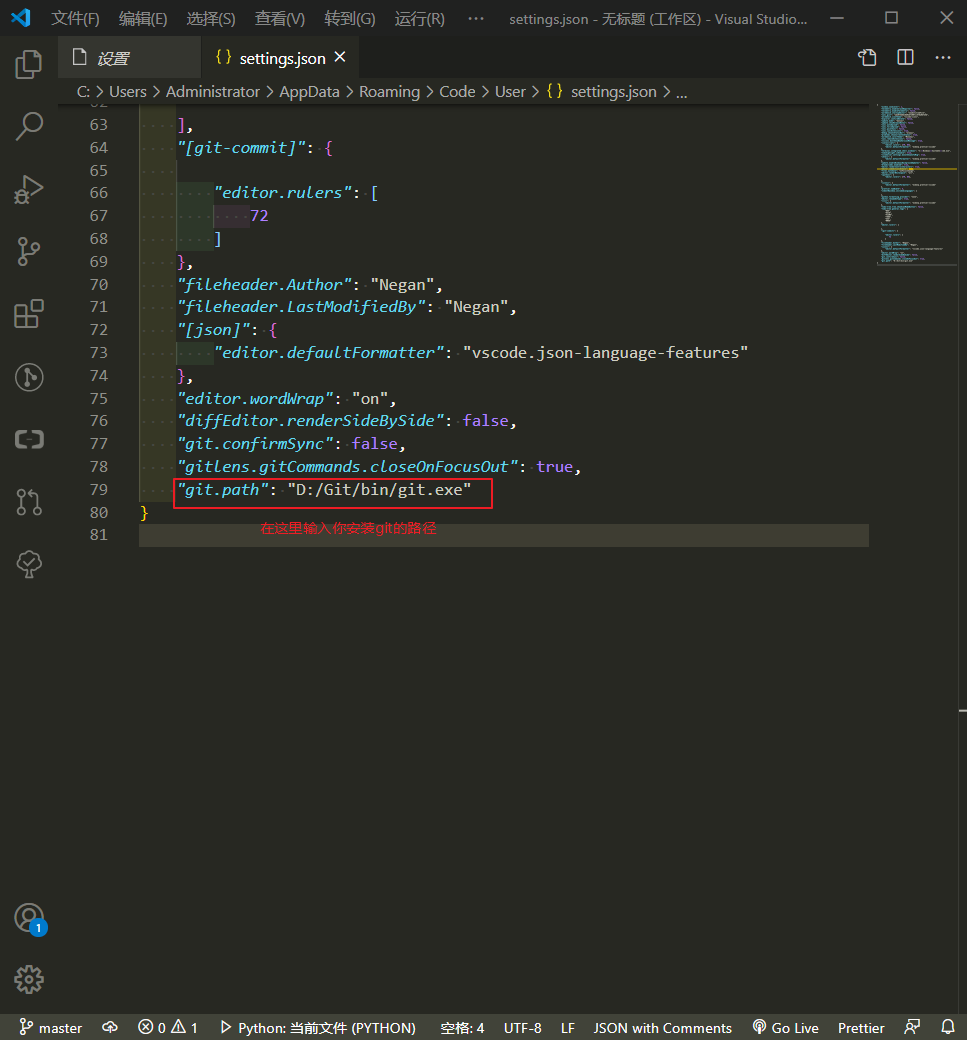 文件(F) 编辑(E) 选择(S) 查看(V) 转到(G) 运行(R) ··· settings.json - 无标题 (工作区) - Visual Studio...
设置 {} settings.json
C: > Users > Administrator > AppData > Roaming > Code > User > {} settings.json > ...
63 ],
64 "[git-commit]": {
65
66 "editor.rulers": [
67 72
68 ]
69 },
70 "fileheader.Author": "Negan",
71 "fileheader.LastModifiedBy": "Negan",
72 "[json]": {
73 "editor.defaultFormatter": "vscode.json-language-features"
74 },
75 "editor.wordWrap": "on",
76 "diffEditor.renderSideBySide": false,
77 "git.confirmSync": false,
78 "gitlens.gitCommands.closeOnFocusOut": true,
79 "git.path": "D:/Git/bin/git.exe"
80 }
在这里输入你安装git的路径
81
1
master 0 1 Python: 当前文件 (PYTHON) 空格: 4 UTF-8 LF JSON with Comments Go Live Prettier